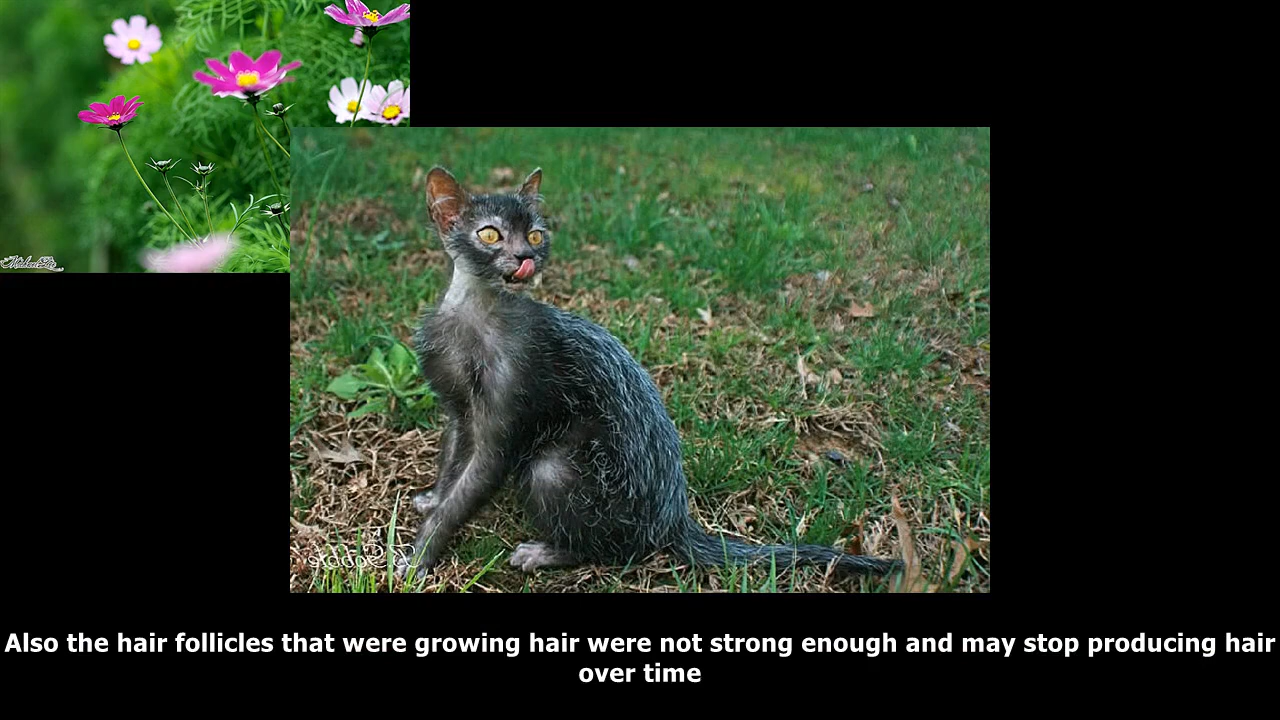 Also the hair follicles that were growing hair were not strong enough and may stop producing hair
over time